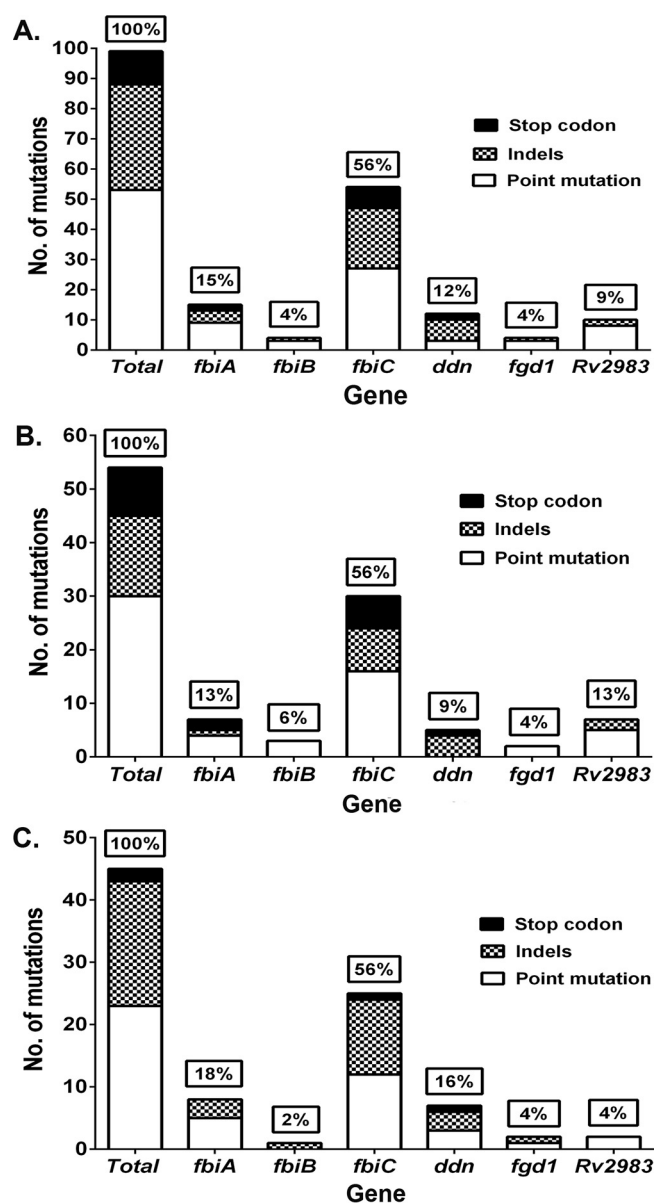 A.
100%
100
90
80
70
60
50
40
30
20
10
0
No. of mutations
Stop codon
Indels
Point mutation
15%
4%
56%
12%
4%
9%
Total fbiA fbiB fbiC ddn fgd1 Rv2983
Gene
B.
100%
60
50
40
30
20
10
0
No. of mutations
Stop codon
Indels
Point mutation
13%
6%
56%
9%
4%
13%
Total fbiA fbiB fbiC ddn fgd1 Rv2983
Gene
C.
100%
50
40
30
20
10
0
No. of mutations
Stop codon
Indels
Point mutation
18%
2%
56%
16%
4%
4%
Total fbiA fbiB fbiC ddn fgd1 Rv2983
Gene